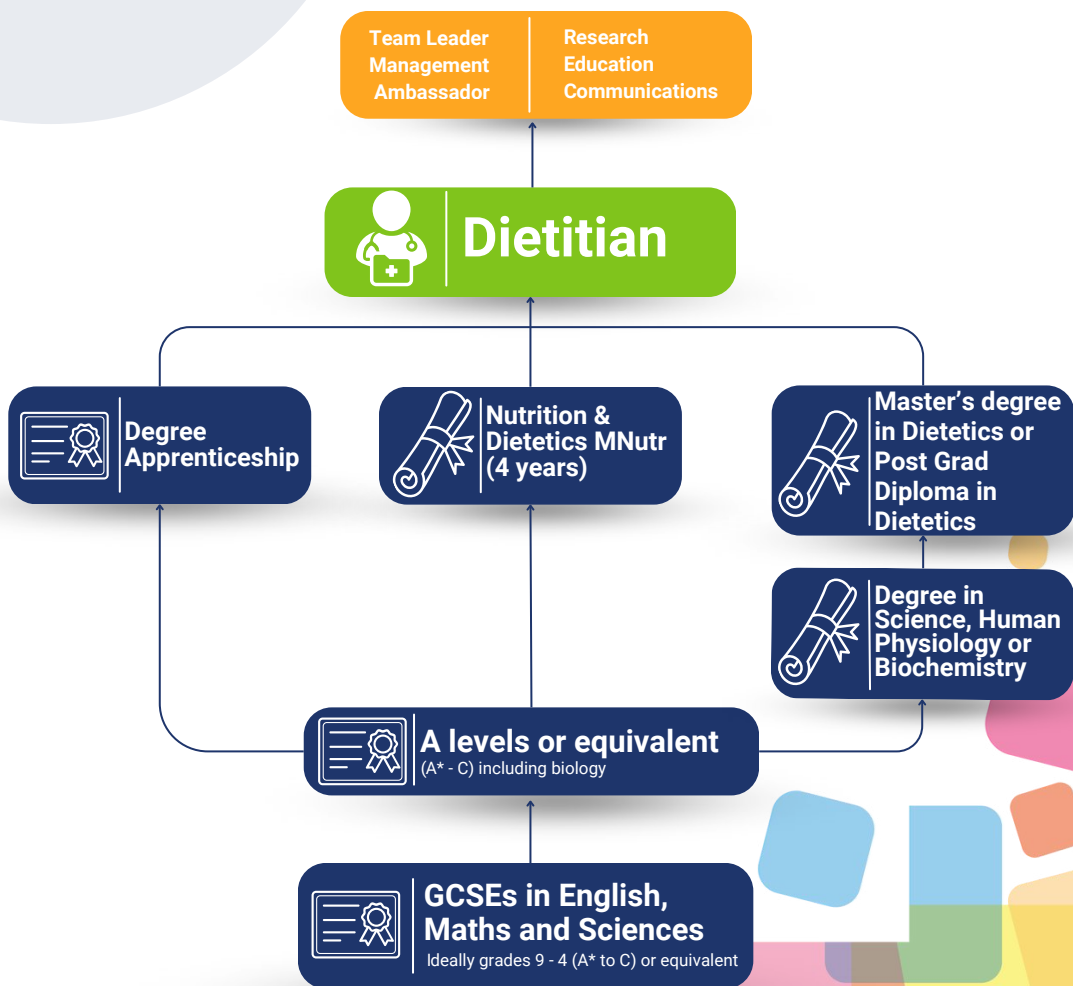 Team Leader
Management
Ambassador
Research
Education
Communications
Dietitian
Degree
Apprenticeship
Nutrition &
Dietetics MNutr
(4 years)
Master's degree
in Dietetics or
Post Grad
Diploma in
Dietetics
Degree in
Science, Human
Physiology or
Biochemistry
A levels or equivalent
(A* - C) including biology
GCSEs in English,
Maths and Sciences
Ideally grades 9 - 4 (A* to C) or equivalent